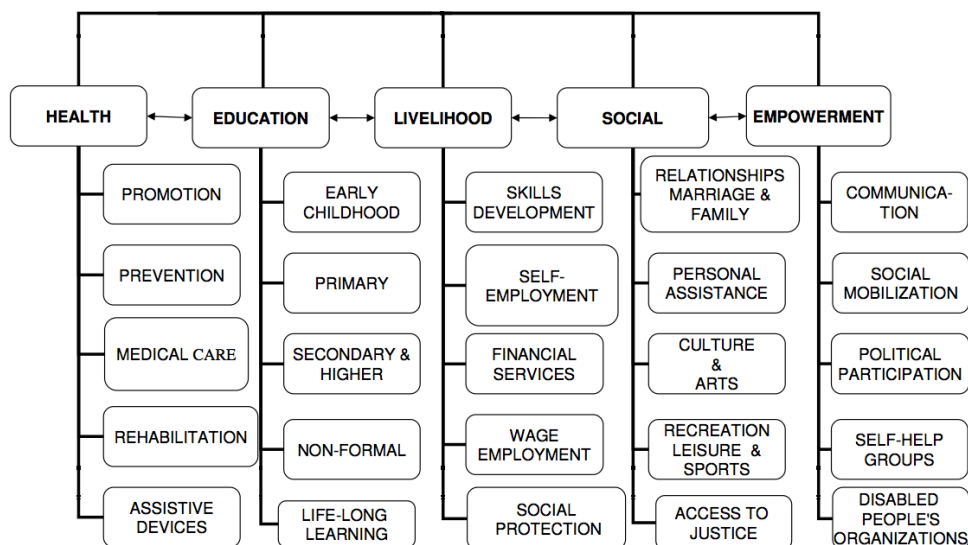 HEALTH
EDUCATION
LIVELIHOOD
SOCIAL
EMPOWERMENT
PROMOTION
PREVENTION
MEDICAL CARE
REHABILITATION
ASSISTIVE
DEVICES
EARLY
CHILDHOOD
PRIMARY
SECONDARY &
HIGHER
NON-FORMAL
LIFE-LONG
LEARNING
SKILLS
DEVELOPMENT
SELF-
EMPLOYMENT
FINANCIAL
SERVICES
WAGE
EMPLOYMENT
SOCIAL
PROTECTION
RELATIONSHIPS
MARRIAGE &
FAMILY
PERSONAL
ASSISTANCE
CULTURE
&
ARTS
RECREATION
LEISURE &
SPORTS
ACCESS TO
JUSTICE
COMMUNICA-
TION
SOCIAL
MOBILIZATION
POLITICAL
PARTICIPATION
SELF-HELP
GROUPS
DISABLED
PEOPLE'S
ORGANIZATIONS